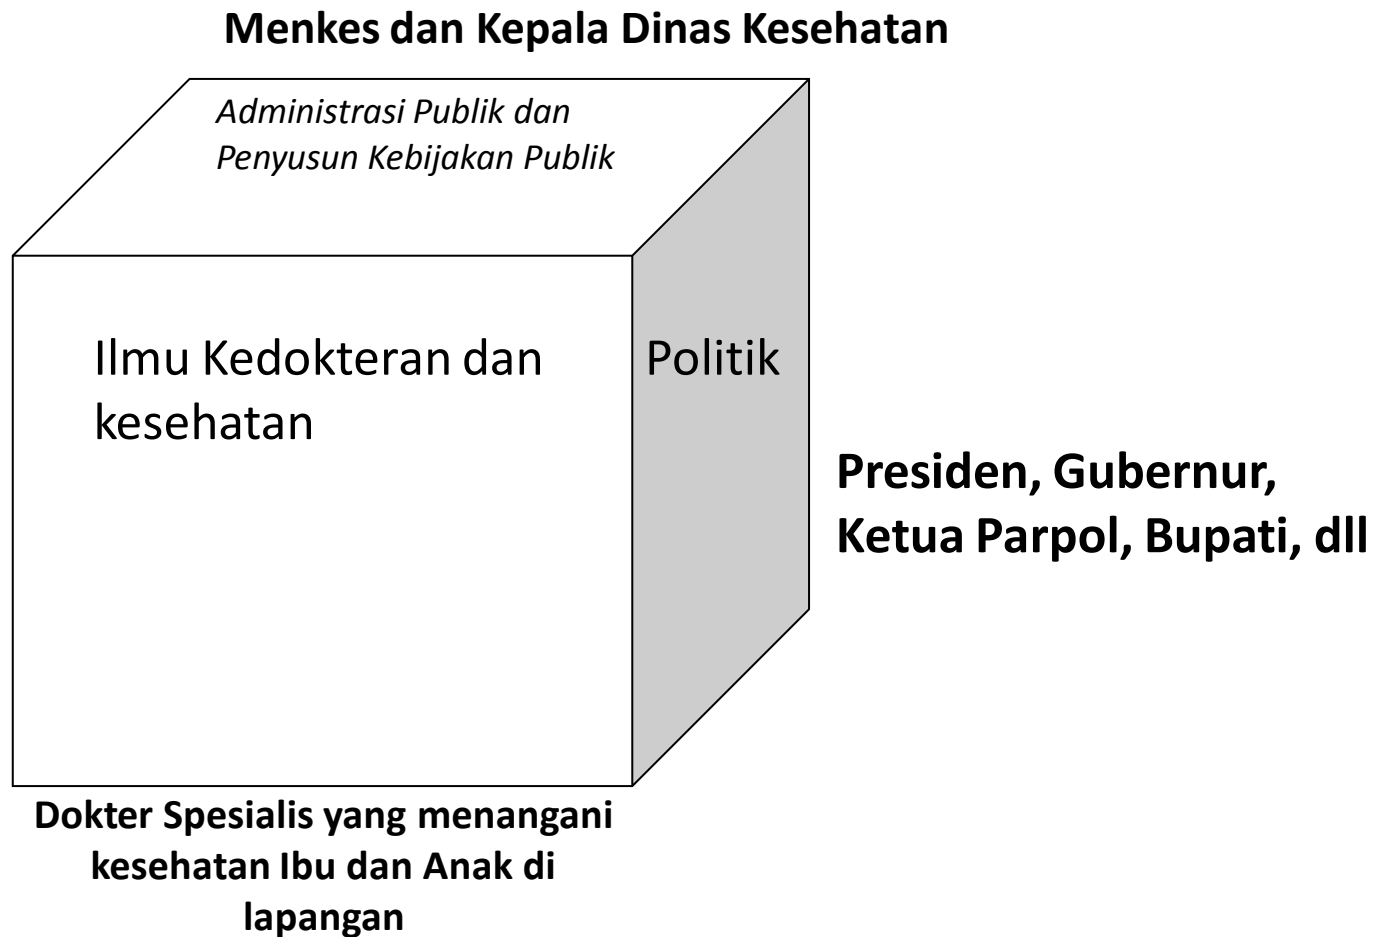 Menkes dan Kepala Dinas Kesehatan
Administrasi Publik dan
Penyusun Kebijakan Publik
Ilmu Kedokteran dan
kesehatan
Politik
Presiden, Gubernur,
Ketua Parpol, Bupati, dll
Dokter Spesialis yang menangani
kesehatan Ibu dan Anak di
lapangan